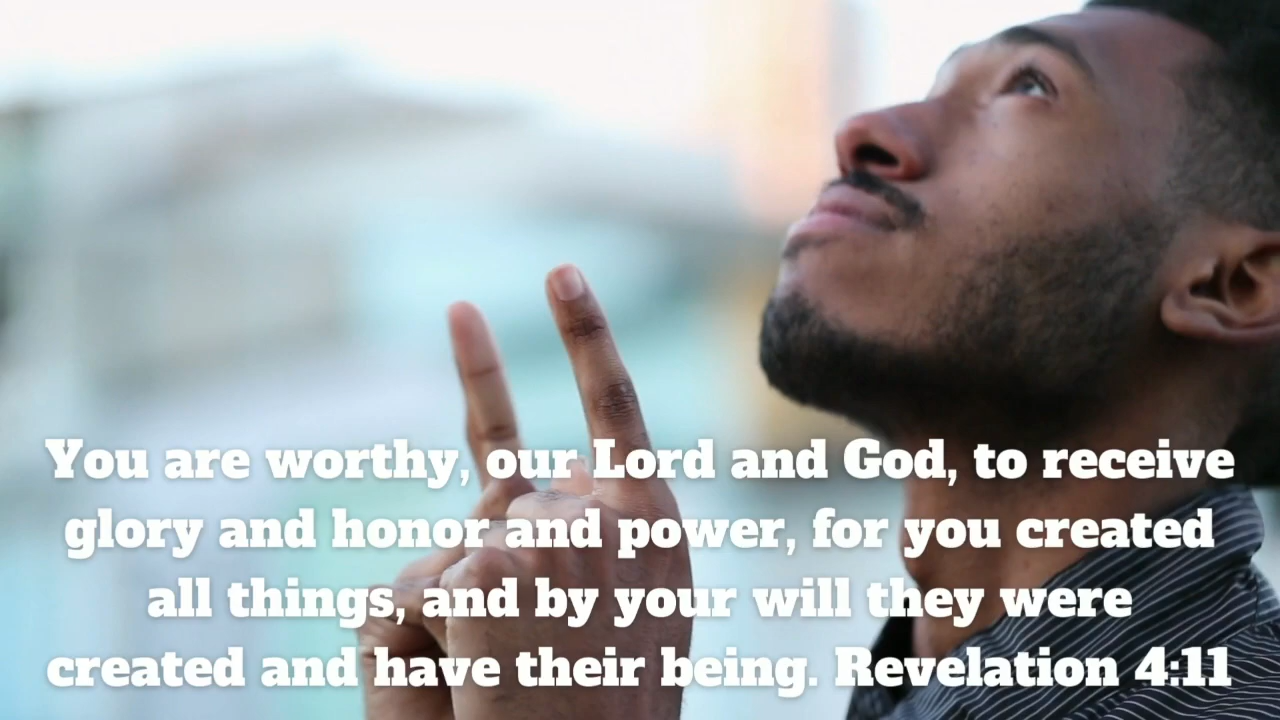 You are worthy, our Lord and God, to receive
glory and honor and power, for you created
all things, and by your will they were
created and have their being. Revelation 4:11